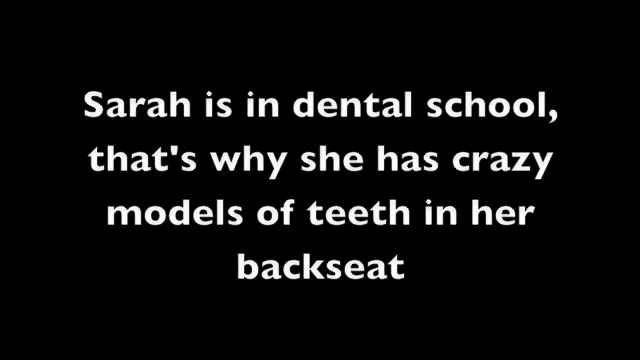 Sarah is in dental school,
that's why she has crazy
models of teeth in her
backseat